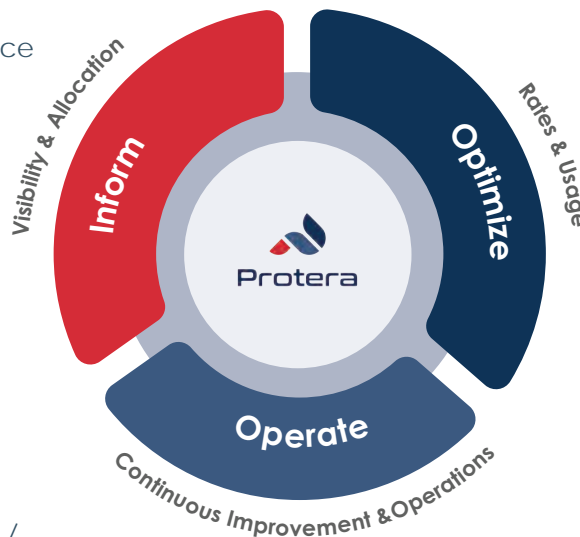 ce
Visibility & Allocation
Inform
Optimize
Rates & Usage
Protera
Operate
Continuous Improvement &Operations
/